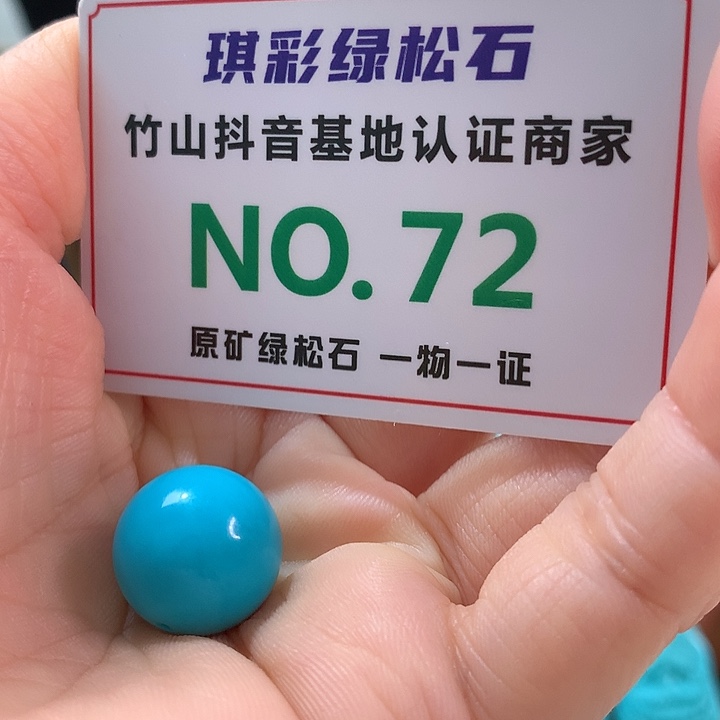 琪彩绿松石
竹山抖音基地认证商家
NO.72
原矿绿松石 一物一证